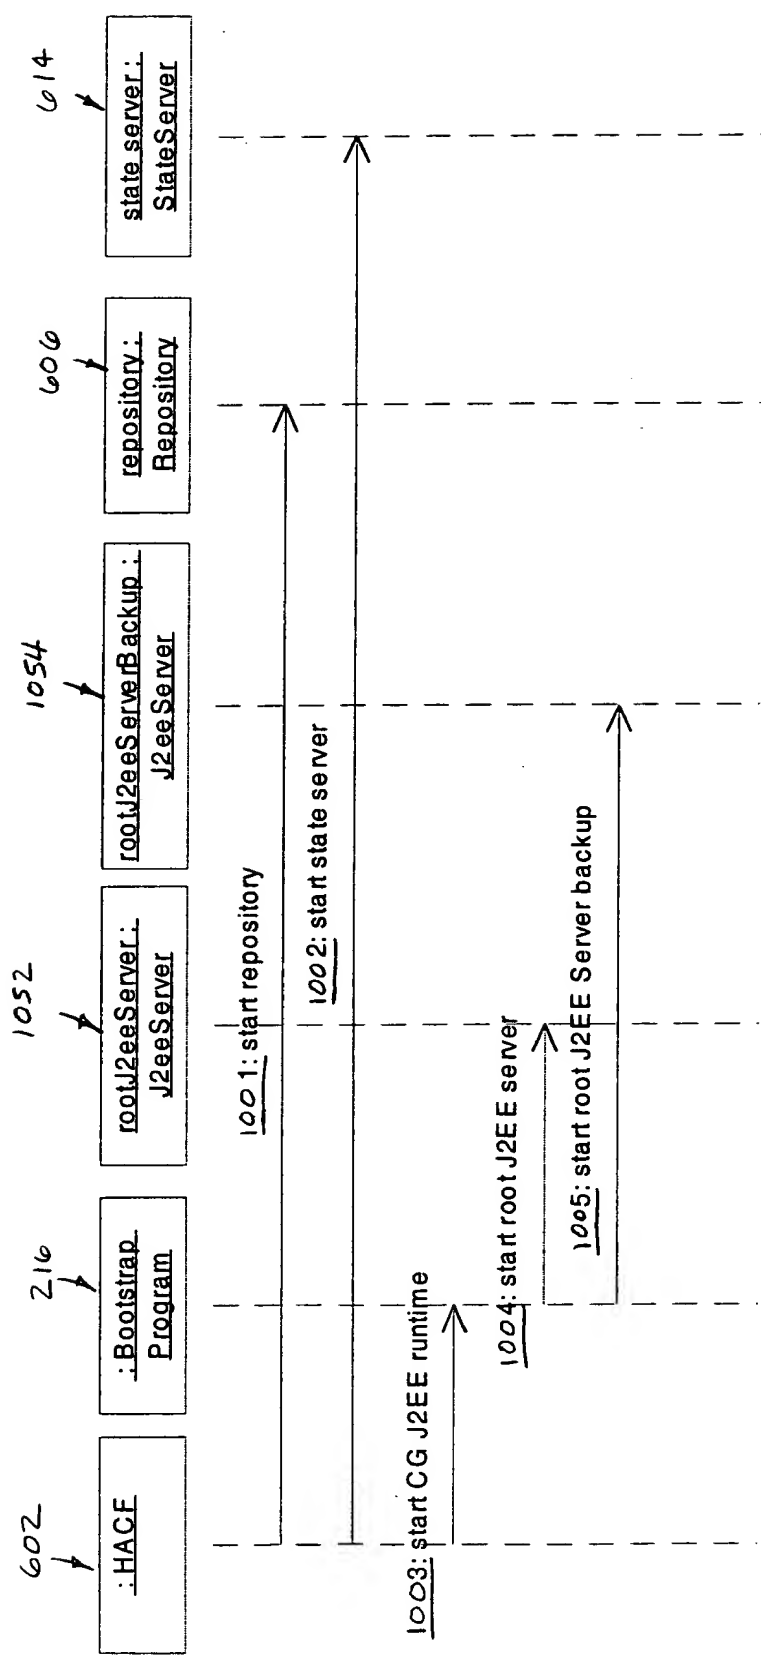 602
:HACF
216
:Bootstrap
Program
1052
rootJ2eeServer:
J2eeServer
1054
rootJ2eeServerBackup:
J2eeServer
606
repository:
Repository
614
state server:
StateServer
1001: start repository
1002: start state server
1003: start CG J2EE runtime
1004: start root J2EE server
1005: start root J2EE Server backup